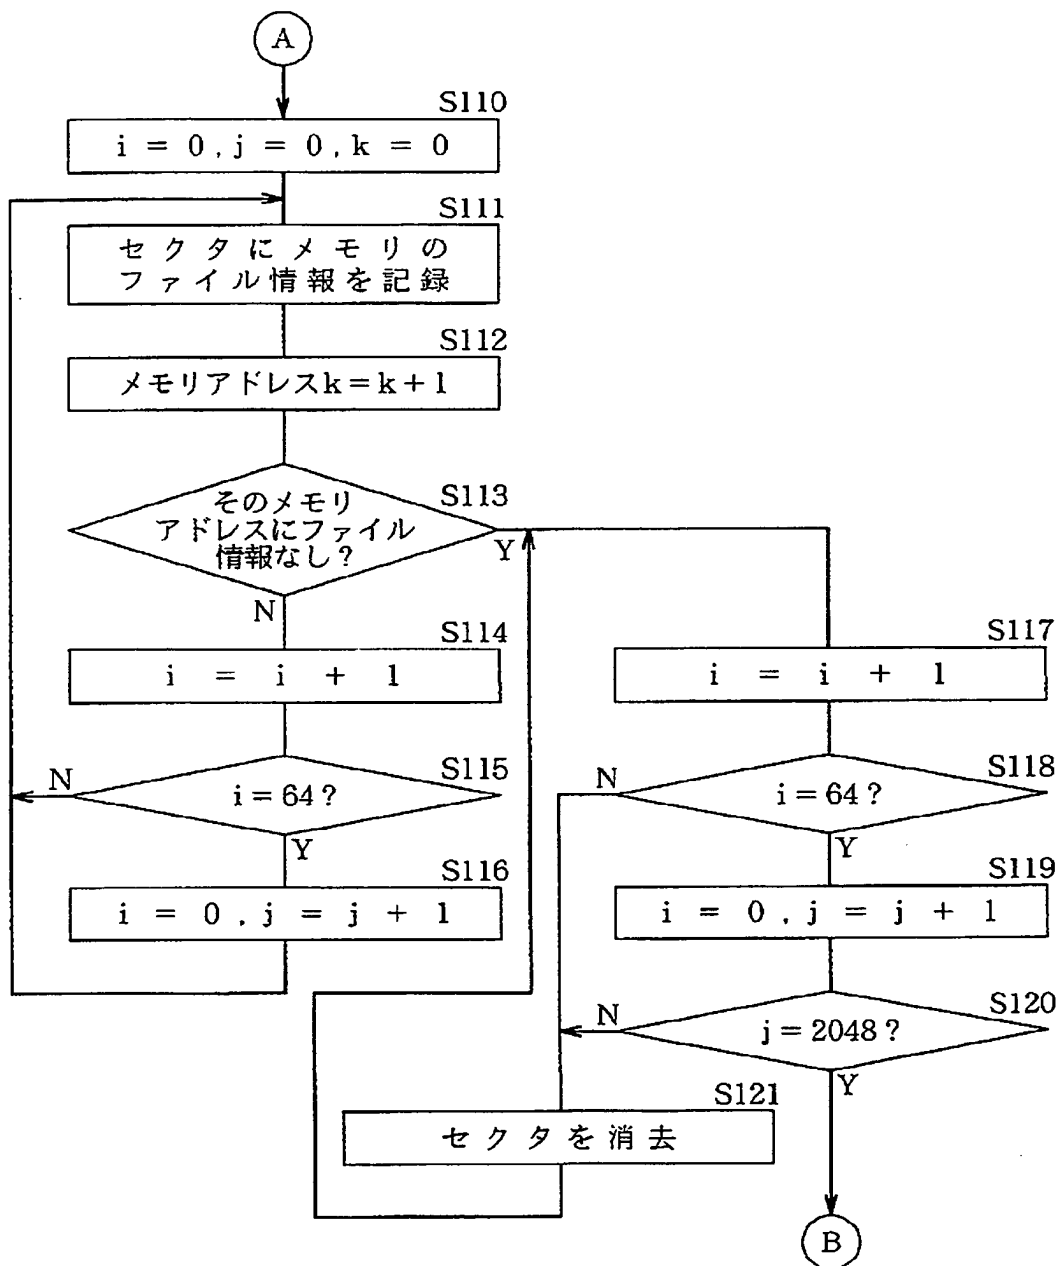 A
S110
i = 0 , j = 0 , k = 0
S111
セクタにメモリの
ファイル情報を記録
S112
メモリアドレスk=k+1
S113
そのメモリ
アドレスにファイル
情報なし?
Y
N
S114
i = i + 1
S115
i=64?
N
Y
S116
i = 0 , j = j + 1
S117
i = i + 1
S118
i=64?
N
Y
S119
i = 0 , j = j + 1
S120
j=2048?
N
Y
S121
セクタを消去
B